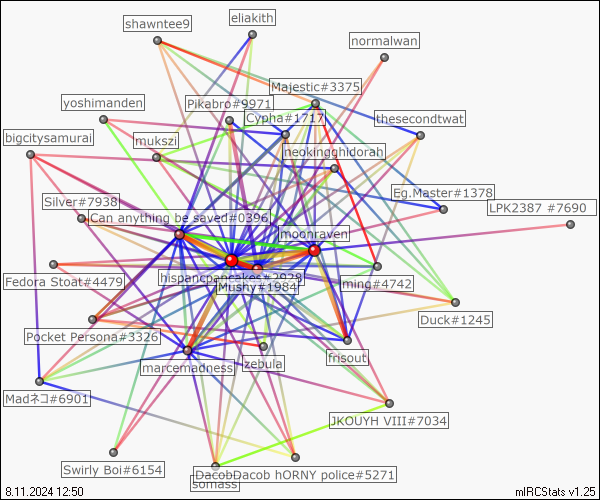 eliakith
shawntee9
normalwan
Majestic#3375
yoshimanden
Pikabro#9971
Cypha#1717
thesecondtwat
bigcitysamurai
mukszi
neokingghidorah
Eg.Master#1378
Silver#7938
LPK2387 #7690
Can anything be saved#0396
moonraven
Fedora Stoat#4479
hispancpancakes#2929
ming#4742
Mushy#1984
Duck#1245
Pocket Persona#3326
frisout
marcemadness
zebula
Madネコ#6901
JKOUYH VIII#7034
Swirly Boi#6154
DacobDacob hORNY police#5271
somass
8.11.2024 12:50
mIRCStats v1.25